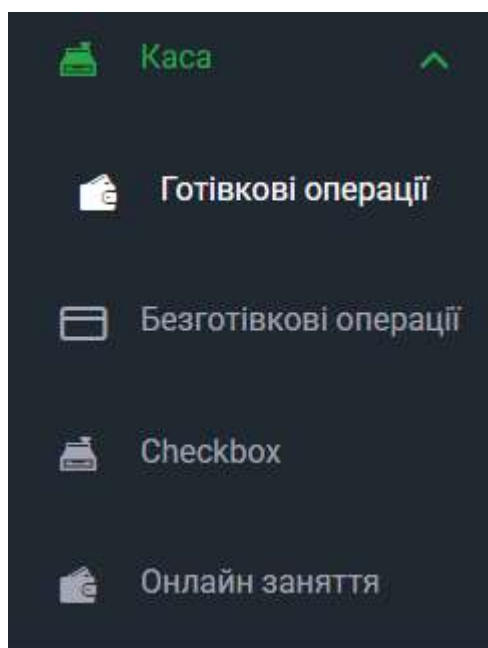 Каса
Готівкові операції
Безготівкові операції
Checkbox
Онлайн заняття